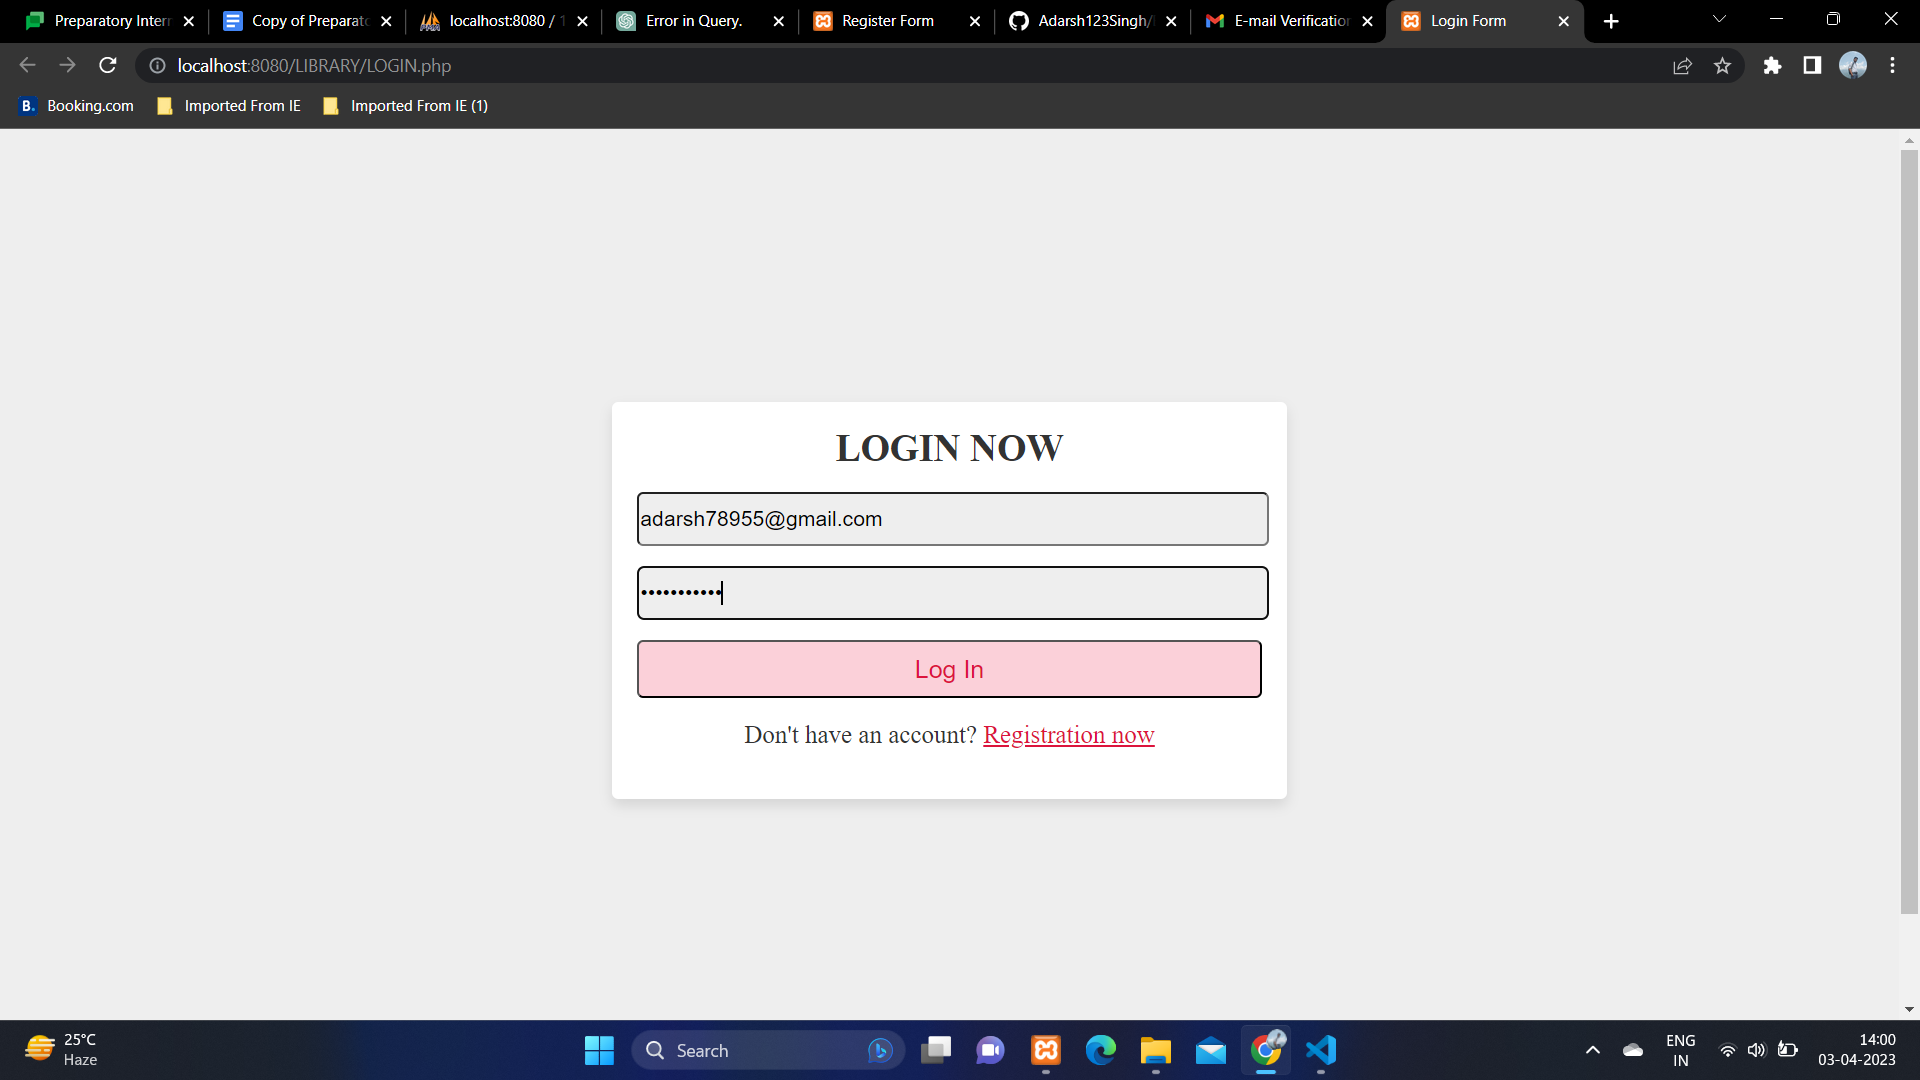 Preparatory Intern
Copy of Preparato
localhost:8080 / 1
Error in Query.
Register Form
Adarsh123Singh/
E-mail Verification
Login Form
localhost:8080/LIBRARY/LOGIN.php
B. Booking.com
Imported From IE
Imported From IE (1)
LOGIN NOW
adarsh78955@gmail.com
•••••••••••
Log In
Don't have an account? Registration now
25°C
Haze
Search
ENG
IN
14:00
03-04-2023